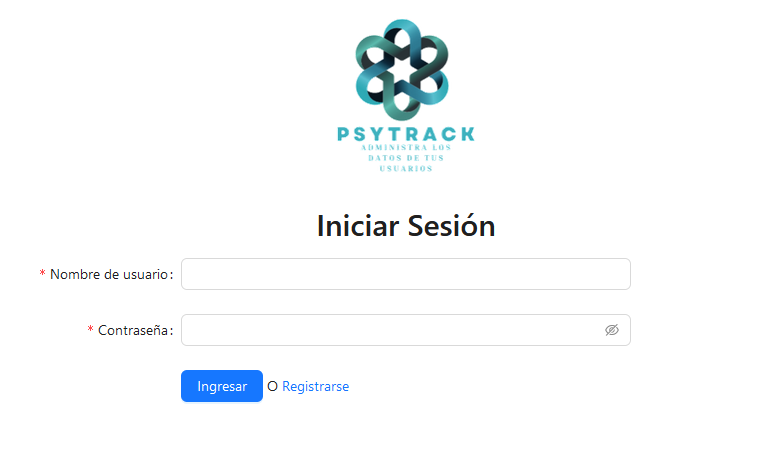 PSYTRACK
ADMINISTRA LOS
DATOS DE TUS
USUARIOS
Iniciar Sesión
* Nombre de usuario:
* Contraseña:
Ingresar O Registrarse